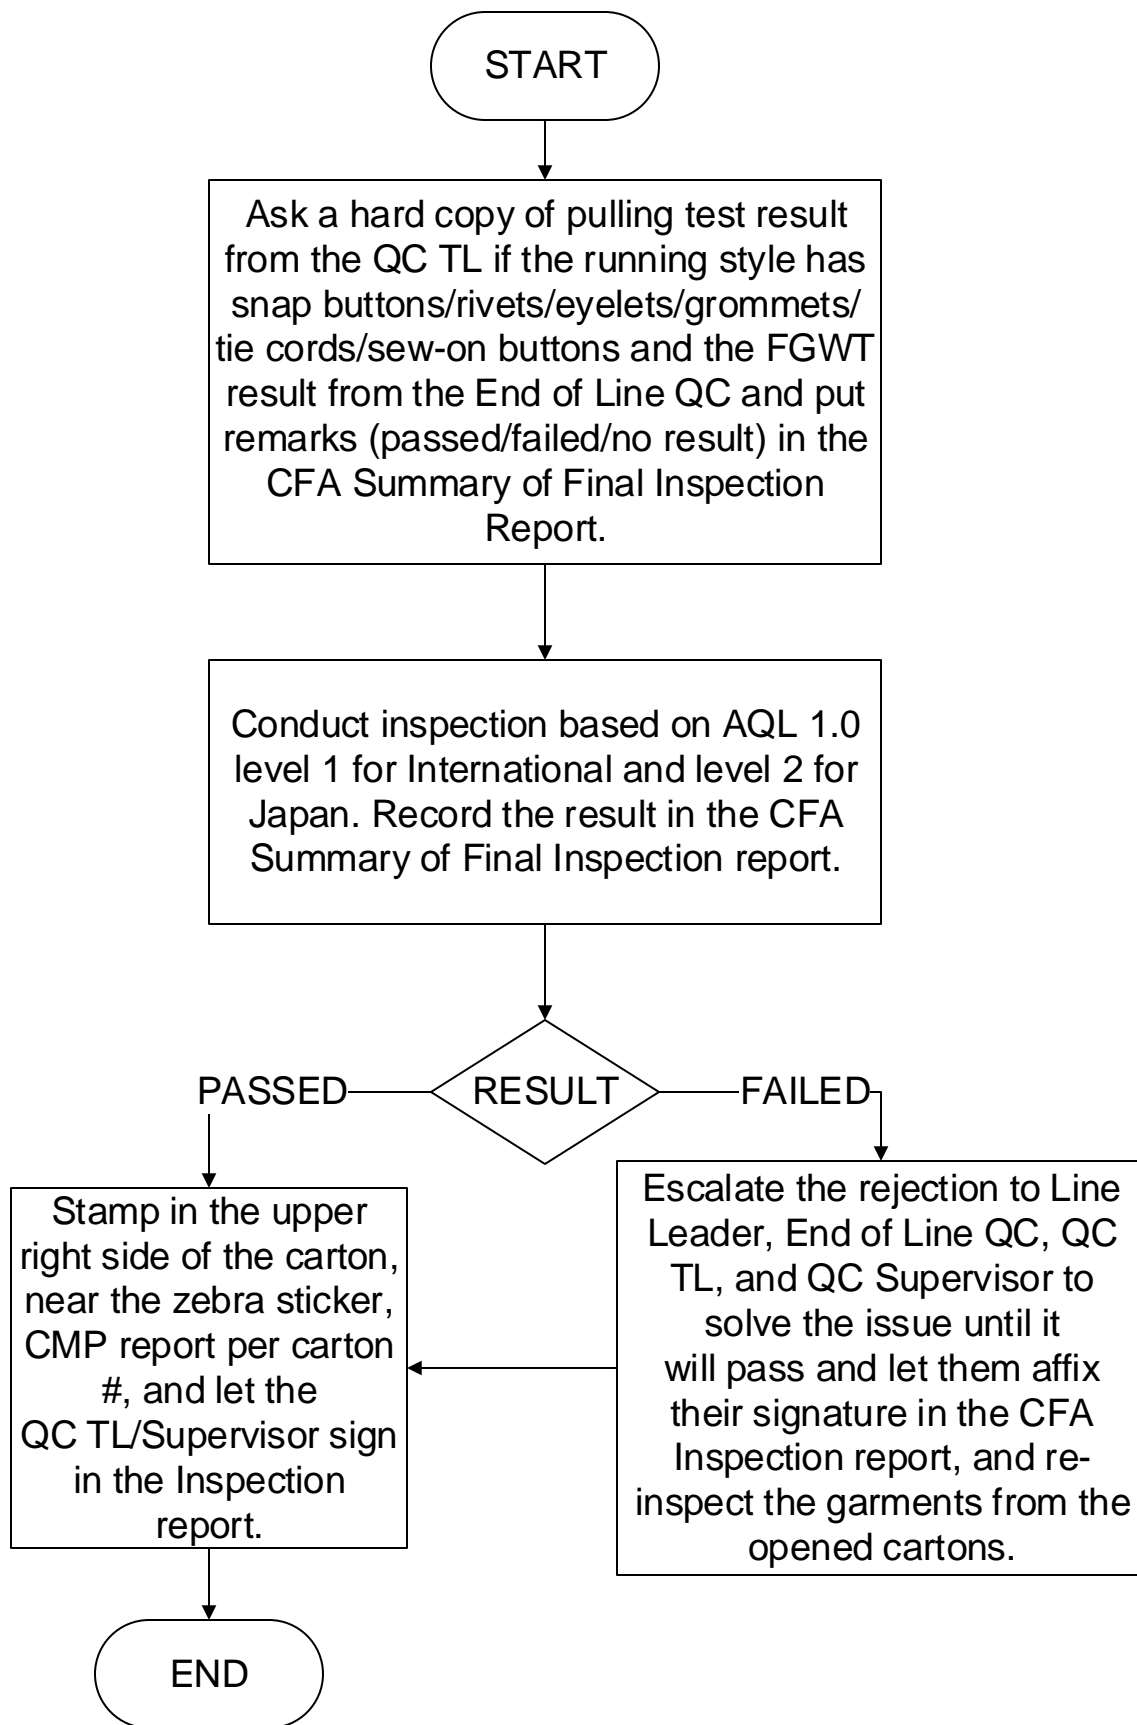 START
Ask a hard copy of pulling test result
from the QC TL if the running style has
snap buttons/rivets/eyelets/grommets/
tie cords/sew-on buttons and the FGWT
result from the End of Line QC and put
remarks (passed/failed/no result) in the
CFA Summary of Final Inspection
Report.
Conduct inspection based on AQL 1.0
level 1 for International and level 2 for
Japan. Record the result in the CFA
Summary of Final Inspection report.
PASSED
RESULT
FAILED
Stamp in the upper
right side of the carton,
near the zebra sticker,
CMP report per carton
#, and let the
QC TL/Supervisor sign
in the Inspection
report.
Escalate the rejection to Line
Leader, End of Line QC, QC
TL, and QC Supervisor to
solve the issue until it
will pass and let them affix
their signature in the CFA
Inspection report, and re-
inspect the garments from the
opened cartons.
END